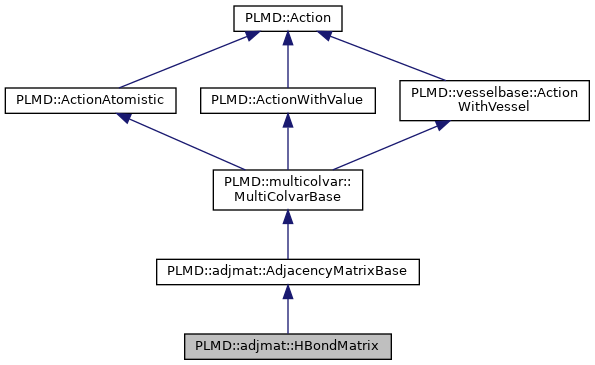 PLMD::Action
PLMD::ActionAtomistic
PLMD::ActionWithValue
PLMD::vesselbase::Action
WithVessel
PLMD::multicolvar::
MultiColvarBase
PLMD::adjmat::AdjacencyMatrixBase
PLMD::adjmat::HBondMatrix